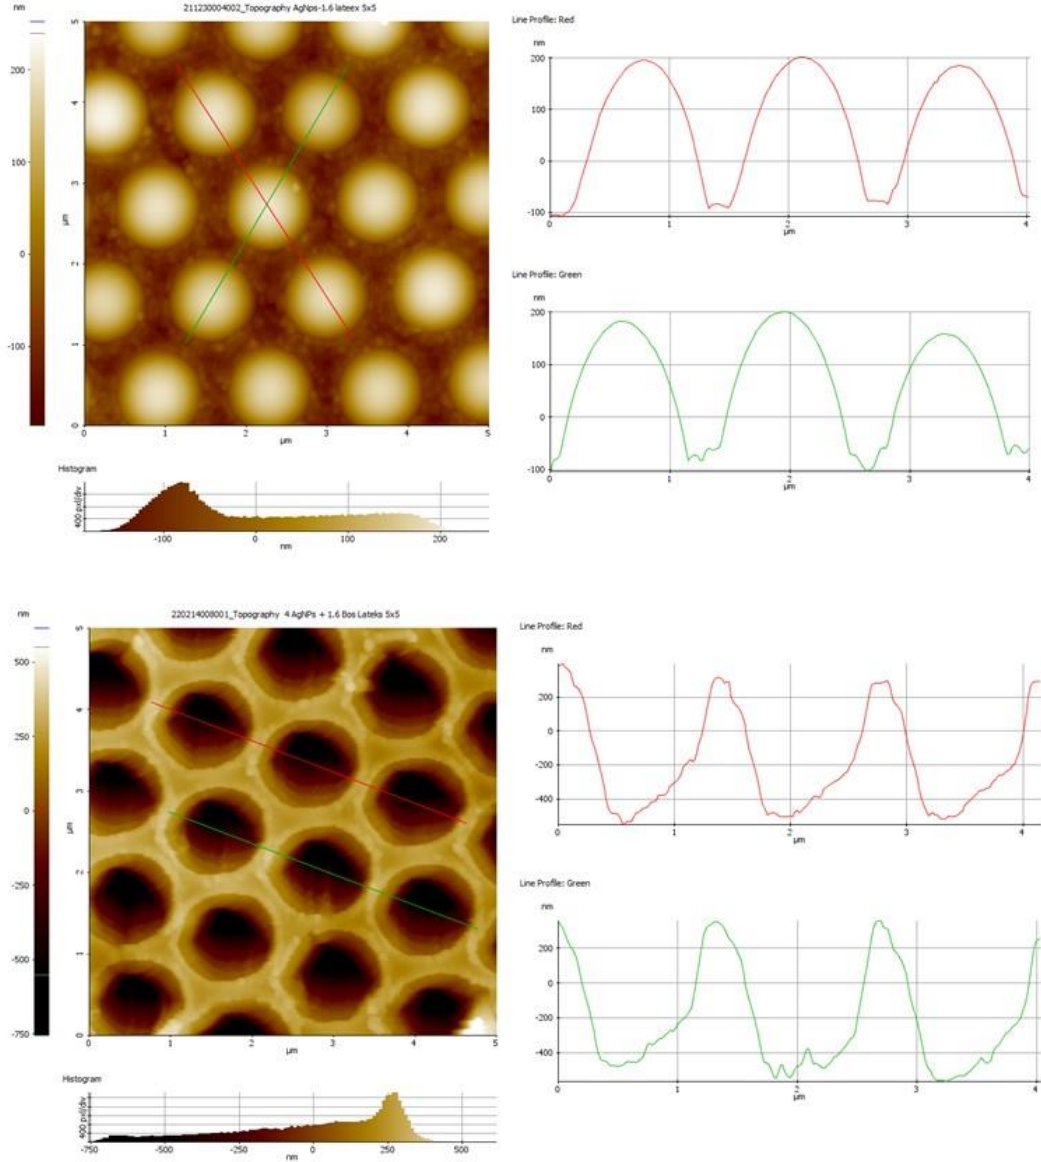 nm
211230004002_Topography AgNps-1.6 lateex 5x5
200
100
0
-100
5
4
3
2
1
0
µm
0 1 2 3 4 5
µm
Histogram
400 pxl/div
-100 0 100 200
nm
Line Profile: Red
nm
200
100
0
-100
0 1 2 3 4
µm
Line Profile: Green
nm
200
100
0
-100
0 1 2 3 4
µm
nm
220214008001_Topography 4 AgNPs + 1.6 Bos Lateks 5x5
500
250
0
-250
-500
-750
5
4
3
2
1
0
µm
0 1 2 3 4 5
µm
Histogram
400 pxl/div
-750 -500 -250 0 250 500
nm
Line Profile: Red
nm
200
0
-200
-400
0 1 2 3 4
µm
Line Profile: Green
nm
200
0
-200
-400
0 1 2 3 4
µm